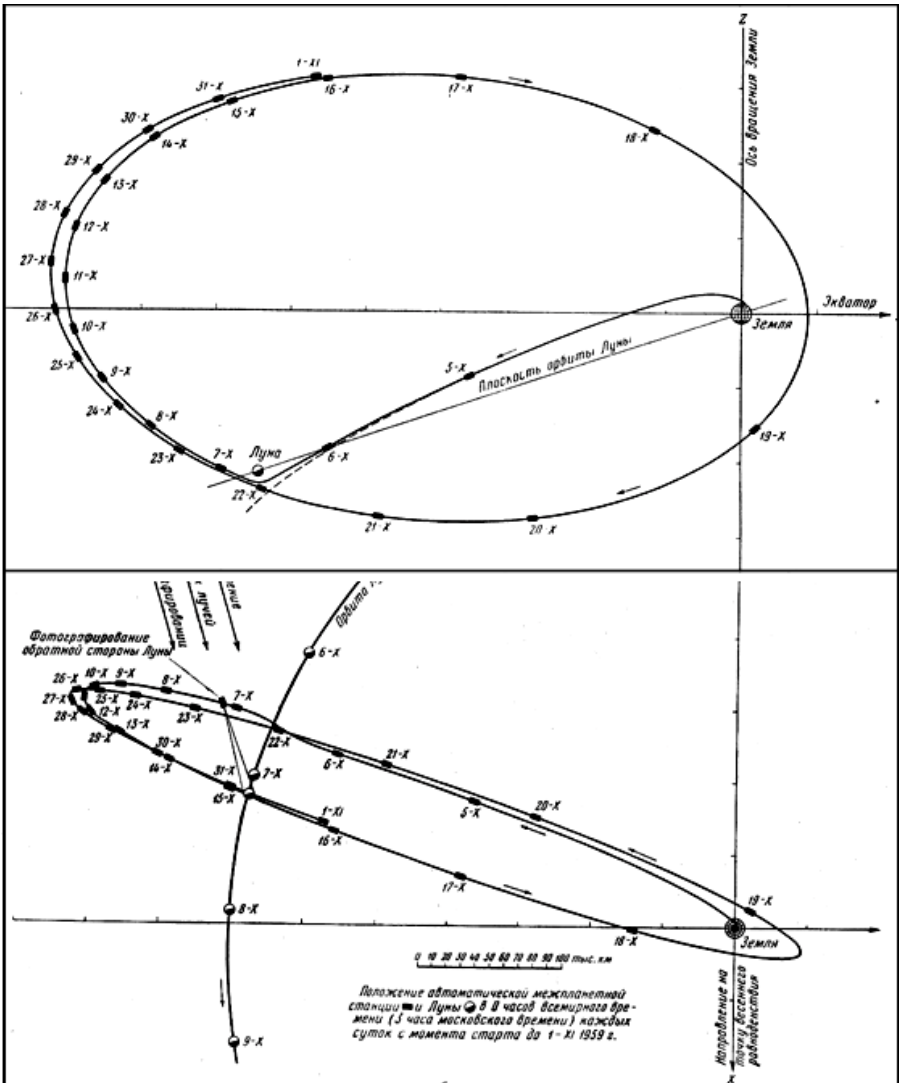 Z
Ось вращения Земли
1-XI
16-X
17-X
18-X
31-X
15-X
30-X
14-X
29-X
13-X
28-X
12-X
27-X
11-X
26-X
10-X
25-X
9-X
24-X
8-X
23-X
7-X
Луна
22-X
6-X
5-X
Плоскость орбиты Луны
Экватор
Земля
19-X
21-X
20-X
ение
лучей
Фотографирование
обратной стороны Луны
Орбита
6-X
26-X
10-X
9-X
8-X
7-X
27-X
25-X
24-X
23-X
28-X
12-X
22-X
29-X
13-X
6-X
21-X
30-X
14-X
31-X
7-X
15-X
5-X
20-X
1-XI
16-X
17-X
19-X
8-X
18-X
Земля
0 10 20 30 40 50 60 70 80 90 100 тыс. км
Положение автоматической межпланетной
станции и Луны в 0 часов всемирного вре-
мени (3 часа московского времени) каждых
суток с момента старта до 1-XI 1959 г.
Направление на
точку весеннего
равноденствия
9-X
X